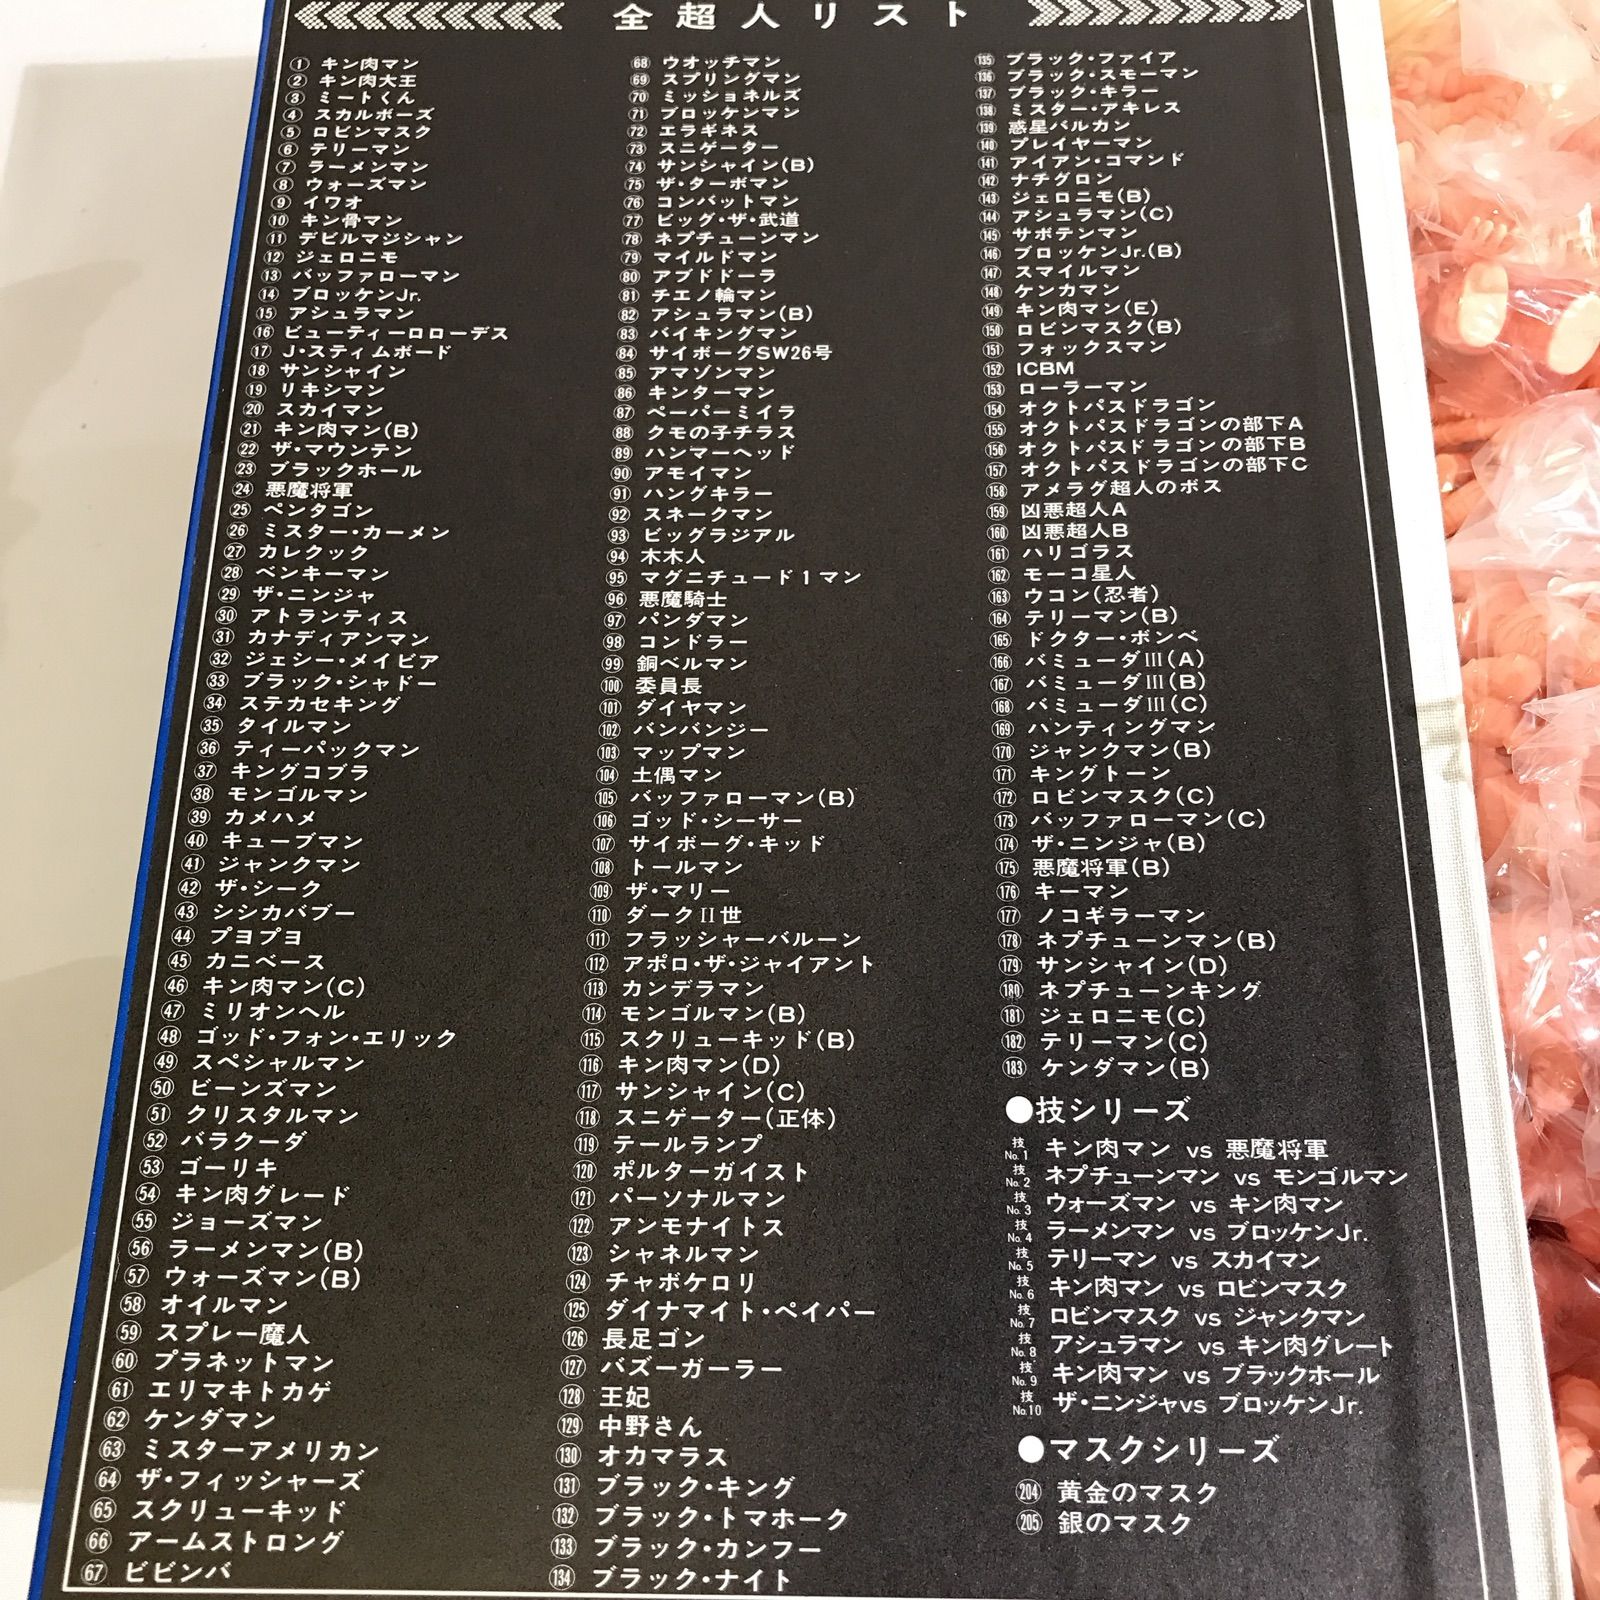 全超人リスト
① キン肉マン
② キン肉大王
③ ミートくん
④ スカルボーズ
⑤ ロビンマスク
⑥ テリーマン
⑦ ラーメンマン
⑧ ウォーズマン
⑨ イワオ
⑩ キン骨マン
⑪ デビルマジシャン
⑫ ジェロニモ
⑬ バッファローマン
⑭ ブロッケンJr.
⑮ アシュラマン
⑯ ビューティーロローデス
⑰ J・スティムボード
⑱ サンシャイン
⑲ リキシマン
⑳ スカイマン
㉑ キン肉マン(B)
㉒ ザ・マウンテン
㉓ ブラックホール
㉔ 悪魔将軍
㉕ ペンタゴン
㉖ ミスター・カーメン
㉗ カレクック
㉘ ベンキーマン
㉙ ザ・ニンジャ
㉚ アトランティス
㉛ カナディアンマン
㉜ ジェシー・メイビア
㉝ ブラック・シャドー
㉞ ステカセキング
㉟ タイルマン
㊱ ティーパックマン
㊲ キングコブラ
㊳ モンゴルマン
㊴ カメハメ
㊵ キューブマン
㊶ ジャンクマン
㊷ ザ・シーク
㊸ シシカバブー
㊹ プヨプヨ
㊺ カニベース
㊻ キン肉マン(C)
㊼ ミリオンヘル
㊽ ゴッド・フォン・エリック
㊾ スペシャルマン
㊿ ビーンズマン
51 クリスタルマン
52 バラクーダ
53 ゴーリキ
54 キン肉グレード
55 ジョーズマン
56 ラーメンマン(B)
57 ウォーズマン(B)
58 オイルマン
59 スプレー魔人
60 プラネットマン
61 エリマキトカゲ
62 ケンダマン
63 ミスターアメリカン
64 ザ・フィッシャーズ
65 スクリューキッド
66 アームストロング
67 ビビンバ
68 ウオッチマン
69 スプリングマン
70 ミッショネルズ
71 ブロッケンマン
72 エラギネス
73 スニゲーター
74 サンシャイン(B)
75 ザ・ターボマン
76 コンバットマン
77 ビッグ・ザ・武道
78 ネプチューンマン
79 マイルドマン
80 アブドドーラ
81 チエノ輪マン
82 アシュラマン(B)
83 バイキングマン
84 サイボーグSW26号
85 アマゾンマン
86 キンターマン
87 ペーパーミイラ
88 クモの子チラス
89 ハンマーヘッド
90 アモイマン
91 ハングキラー
92 スネークマン
93 ビッグラジアル
94 木木人
95 マグニチュード1マン
96 悪魔騎士
97 パンダマン
98 コンドラー
99 銅ベルマン
100 委員長
101 ダイヤマン
102 バンバンジー
103 マップマン
104 土偶マン
105 バッファローマン(B)
106 ゴッド・シーサー
107 サイボーグ・キッド
108 トールマン
109 ザ・マリー
110 ダークII世
111 フラッシャーバルーン
112 アポロ・ザ・ジャイアント
113 カンデラマン
114 モンゴルマン(B)
115 スクリューキッド(B)
116 キン肉マン(D)
117 サンシャイン(C)
118 スニゲーター(正体)
119 テールランプ
120 ポルターガイスト
121 パーソナルマン
122 アンモナイトス
123 シャネルマン
124 チャボケロリ
125 ダイナマイト・ペイパー
126 長足ゴン
127 バズーガーラー
128 王妃
129 中野さん
130 オカマラス
131 ブラック・キング
132 ブラック・トマホーク
133 ブラック・カンフー
134 ブラック・ナイト
135 ブラック・ファイア
136 ブラック・スモーマン
137 ブラック・キラー
138 ミスター・アキレス
139 惑星バルカン
140 プレイヤーマン
141 アイアン・コマンド
142 ナチグロン
143 ジェロニモ(B)
144 アシュラマン(C)
145 サボテンマン
146 ブロッケンJr.(B)
147 スマイルマン
148 ケンカマン
149 キン肉マン(E)
150 ロビンマスク(B)
151 フォックスマン
152 ICBM
153 ローラーマン
154 オクトパスドラゴン
155 オクトパスドラゴンの部下A
156 オクトパスドラゴンの部下B
157 オクトパスドラゴンの部下C
158 アメラグ超人のボス
159 凶悪超人A
160 凶悪超人B
161 ハリゴラス
162 モーコ星人
163 ウコン(忍者)
164 テリーマン(B)
165 ドクター・ボンベ
166 バミューダIII(A)
167 バミューダIII(B)
168 バミューダIII(C)
169 ハンティングマン
170 ジャンクマン(B)
171 キングトーン
172 ロビンマスク(C)
173 バッファローマン(C)
174 ザ・ニンジャ(B)
175 悪魔将軍(B)
176 キーマン
177 ノコギラーマン
178 ネプチューンマン(B)
179 サンシャイン(D)
180 ネプチューンキング
181 ジェロニモ(C)
182 テリーマン(C)
183 ケンダマン(B)
●技シリーズ
技No.1 キン肉マン vs 悪魔将軍
技No.2 ネプチューンマン vs モンゴルマン
技No.3 ウォーズマン vs キン肉マン
技No.4 ラーメンマン vs ブロッケンJr.
技No.5 テリーマン vs スカイマン
技No.6 キン肉マン vs ロビンマスク
技No.7 ロビンマスク vs ジャンクマン
技No.8 アシュラマン vs キン肉グレート
技No.9 キン肉マン vs ブラックホール
技No.10 ザ・ニンジャvs ブロッケンJr.
●マスクシリーズ
204 黄金のマスク
205 銀のマスク